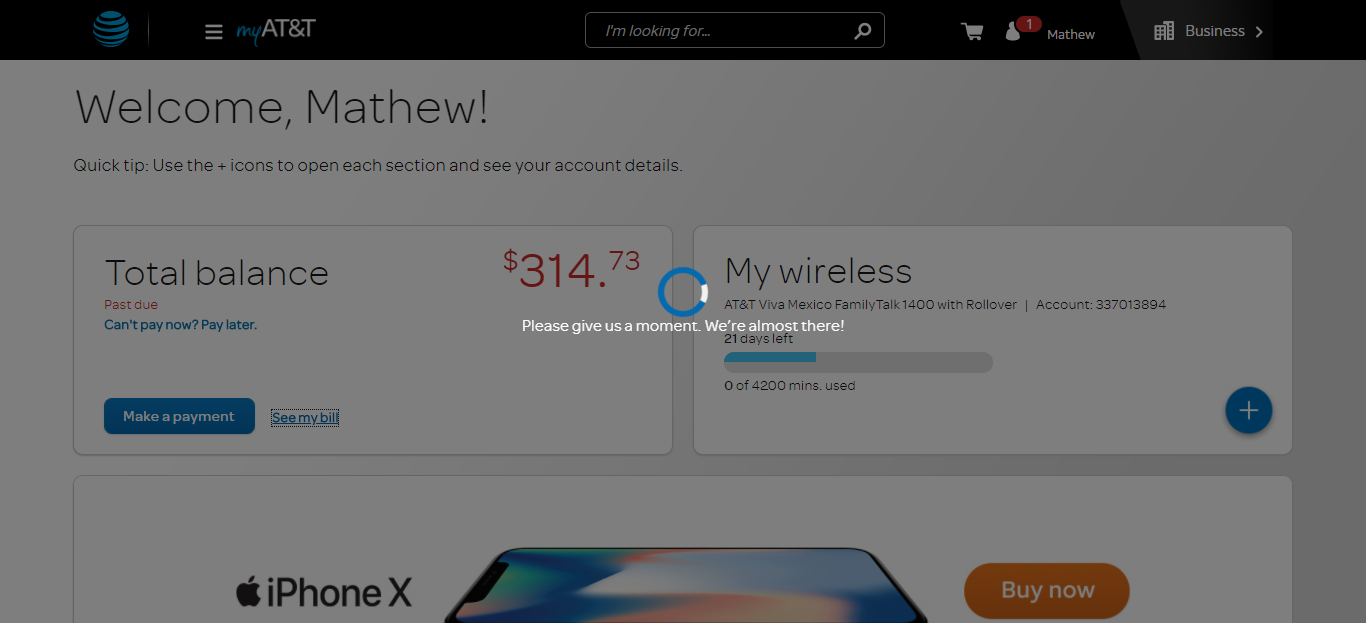 myAT&T
I'm looking for...
1
Mathew
Business
Welcome, Mathew!
Quick tip: Use the + icons to open each section and see your account details.
Total balance
$314.73
Past due
Can't pay now? Pay later.
Make a payment
See my bill
Please give us a moment. We’re almost there!
My wireless
AT&T Viva Mexico FamilyTalk 1400 with Rollover | Account: 337013894
21 days left
0 of 4200 mins. used
iPhone X
Buy now